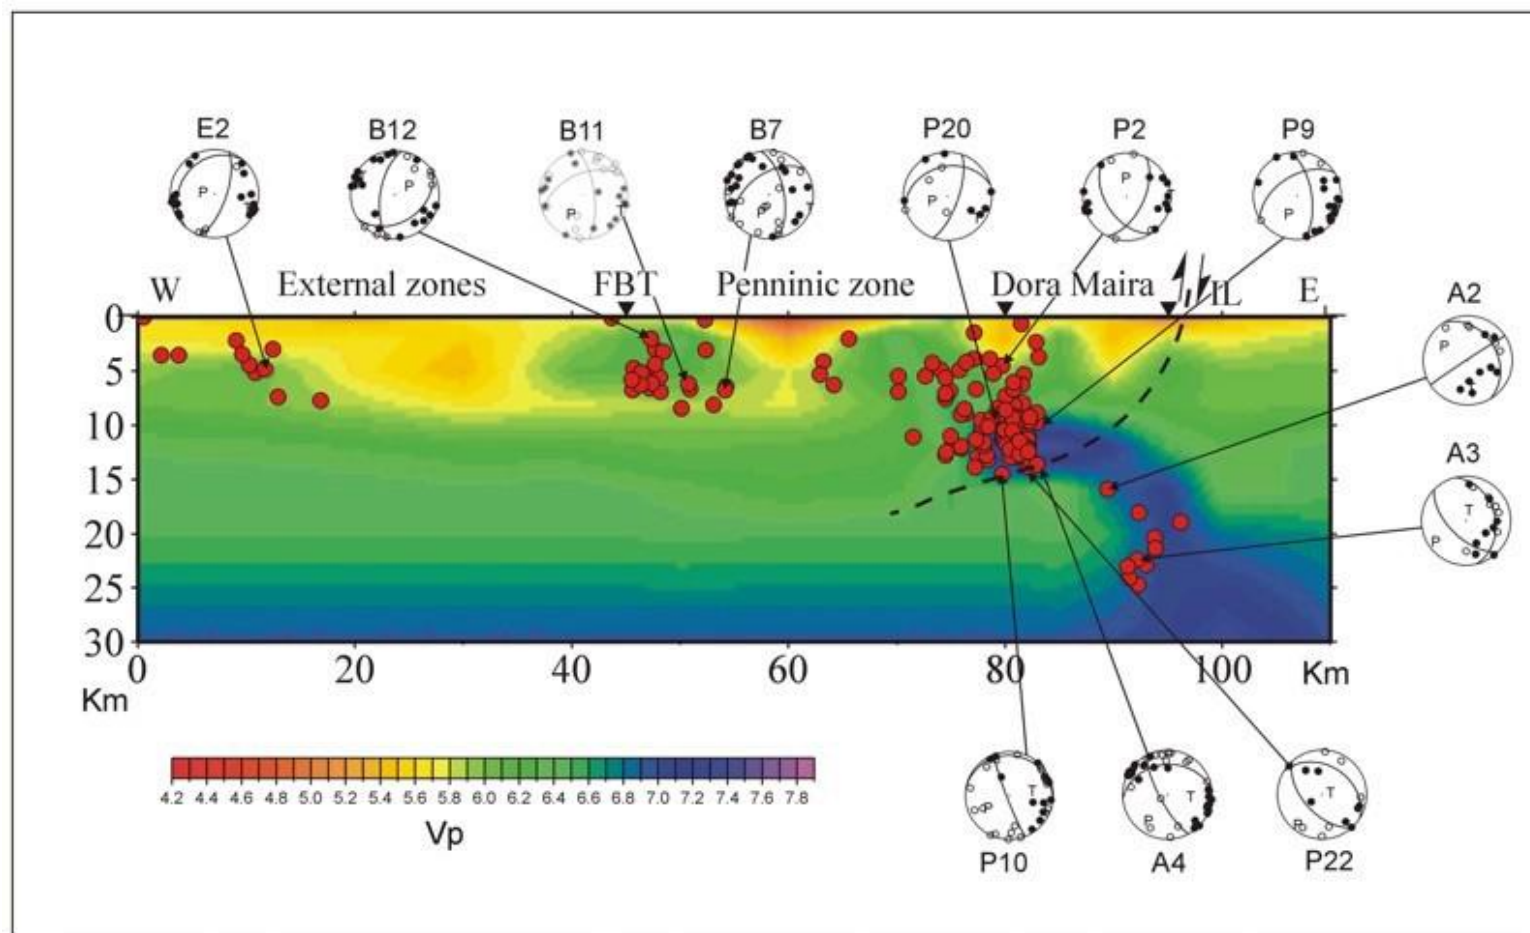 E2 B12 B11 B7 P20 P2 P9
W External zones FBT Penninic zone Dora Maira IL E
A2
A3
0
5
10
15
20
25
30
0 20 40 60 80 100 Km
Km
4.2 4.4 4.6 4.8 5.0 5.2 5.4 5.6 5.8 6.0 6.2 6.4 6.6 6.8 7.0 7.2 7.4 7.6 7.8
Vp
P10 A4 P22